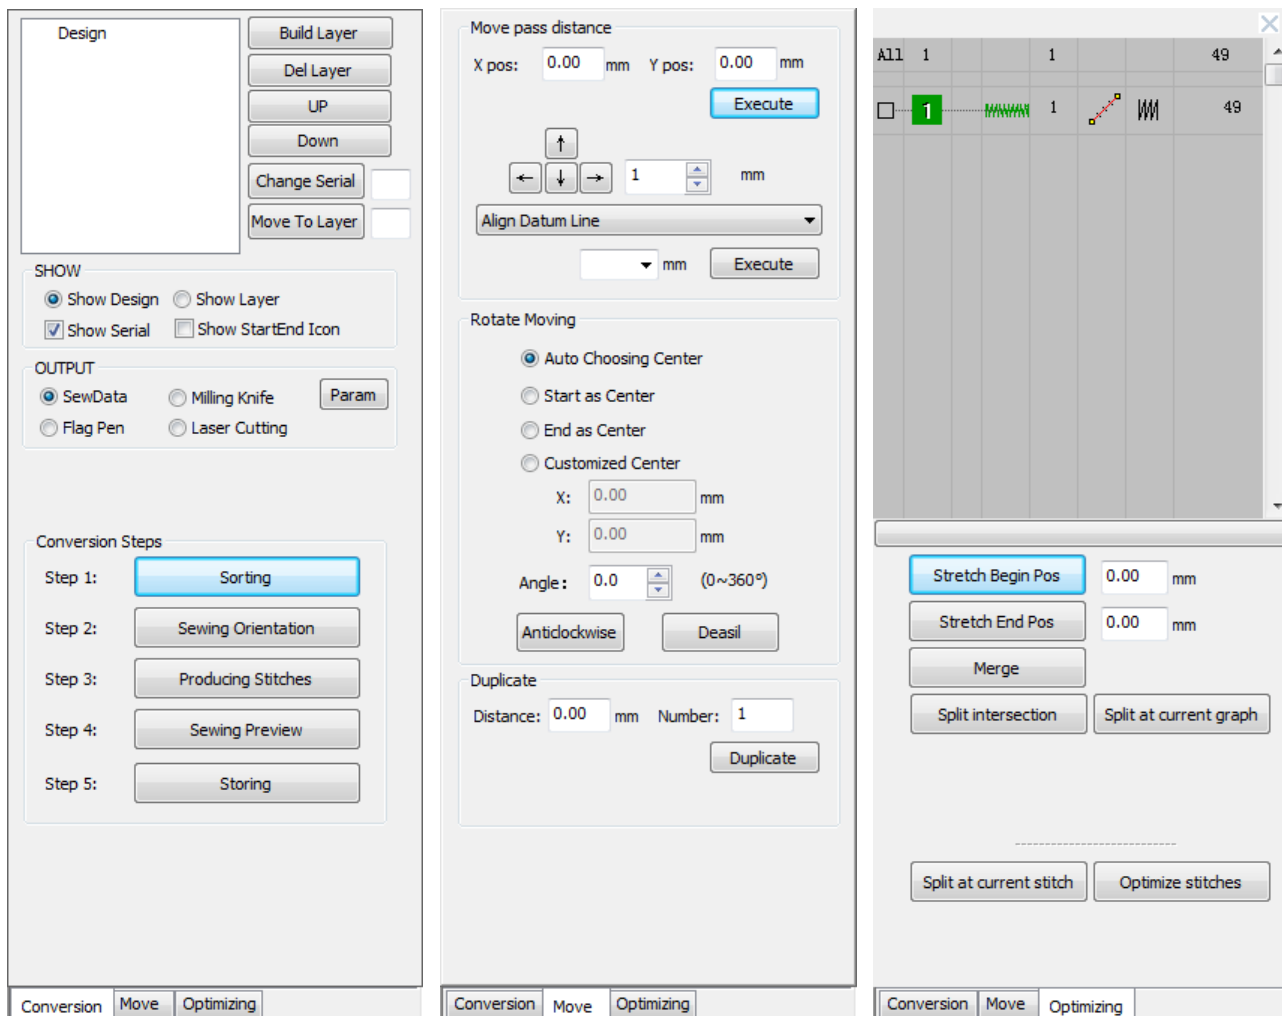 Design
Build Layer
Del Layer
UP
Down
Change Serial
Move To Layer
SHOW
Show Design Show Layer
Show Serial Show StartEnd Icon
OUTPUT
SewData Milling Knife Param
Flag Pen Laser Cutting
Conversion Steps
Step 1: Sorting
Step 2: Sewing Orientation
Step 3: Producing Stitches
Step 4: Sewing Preview
Step 5: Storing
Conversion Move Optimizing
Move pass distance
X pos: 0.00 mm Y pos: 0.00 mm
Execute
↑
← ↓ → 1 mm
Align Datum Line
mm Execute
Rotate Moving
Auto Choosing Center
Start as Center
End as Center
Customized Center
X: 0.00 mm
Y: 0.00 mm
Angle: 0.0 (0~360°)
Anticlockwise Deasil
Duplicate
Distance: 0.00 mm Number: 1
Duplicate
Conversion Move Optimizing
All 1 1 49
1 1 49
Stretch Begin Pos 0.00 mm
Stretch End Pos 0.00 mm
Merge
Split intersection Split at current graph
Split at current stitch Optimize stitches
Conversion Move Optimizing